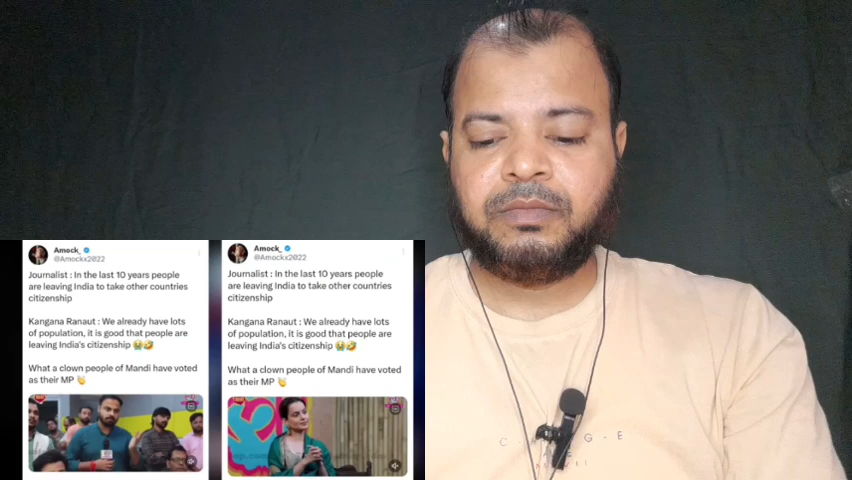 Amock_
@Amockx2022
Journalist : In the last 10 years people
are leaving India to take other countries
citizenship
Kangana Ranaut : We already have lots
of population, it is good that people are
leaving India's citizenship 😭🤣
What a clown people of Mandi have voted
as their MP 🤡
Amock_
@Amockx2022
Journalist : In the last 10 years people
are leaving India to take other countries
citizenship
Kangana Ranaut : We already have lots
of population, it is good that people are
leaving India's citizenship 😭🤣
What a clown people of Mandi have voted
as their MP 🤡